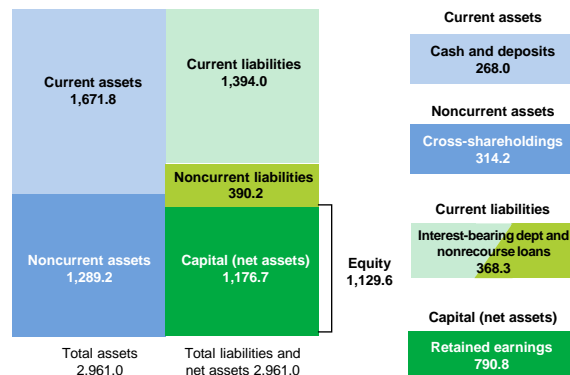 Current assets
1,671.8
Noncurrent assets
1,289.2
Total assets
2,961.0
Current liabilities
1,394.0
Noncurrent liabilities
390.2
Capital (net assets)
1,176.7
Total liabilities and
net assets 2,961.0
Equity
1,129.6
Current assets
Cash and deposits
268.0
Noncurrent assets
Cross-shareholdings
314.2
Current liabilities
Interest-bearing dept and
nonrecourse loans
368.3
Capital (net assets)
Retained earnings
790.8